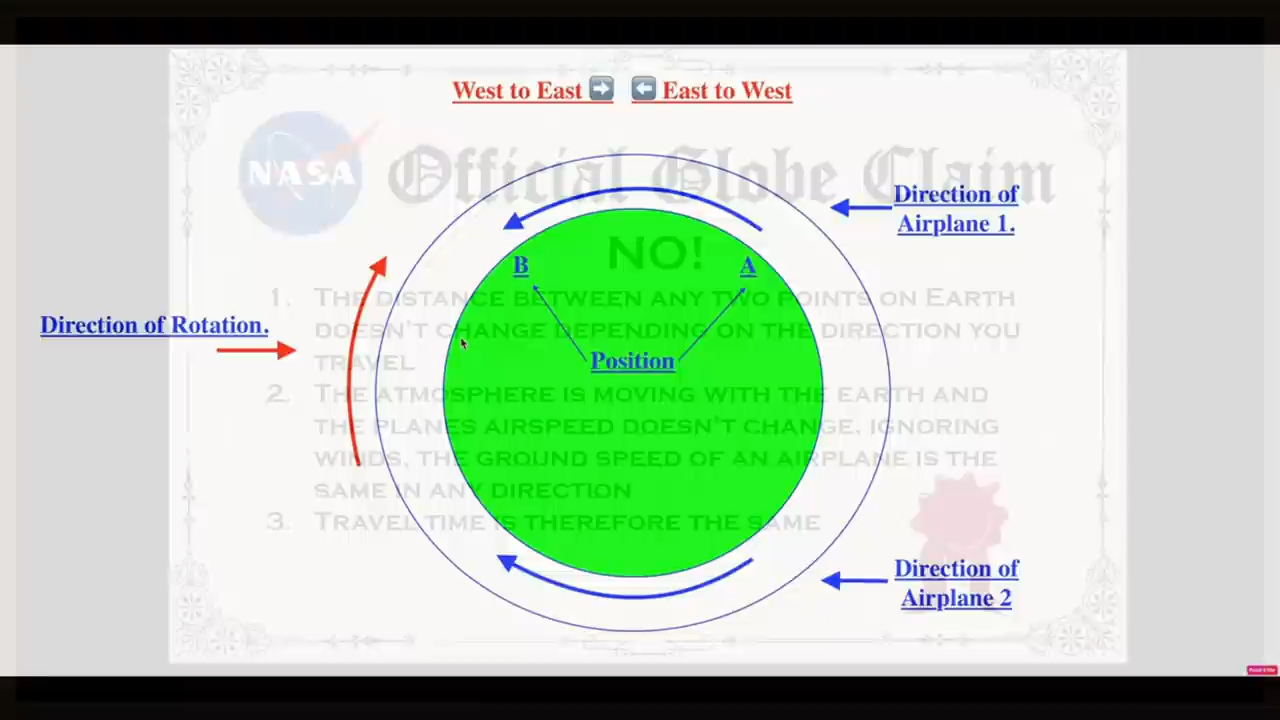 West to East ➡ ⬅ East to West
NASA Official Globe Claim
Direction of
Airplane 1.
NO!
B A
1. THE DISTANCE BETWEEN ANY TWO POINTS ON EARTH
DOESN'T CHANGE DEPENDING ON THE DIRECTION YOU
TRAVEL
Direction of Rotation.
Position
2. THE ATMOSPHERE IS MOVING WITH THE EARTH AND
THE PLANES AIRSPEED DOESN'T CHANGE, IGNORING
WINDS, THE GROUND SPEED OF AN AIRPLANE IS THE
SAME IN ANY DIRECTION
3. TRAVEL TIME IS THEREFORE THE SAME
Direction of
Airplane 2